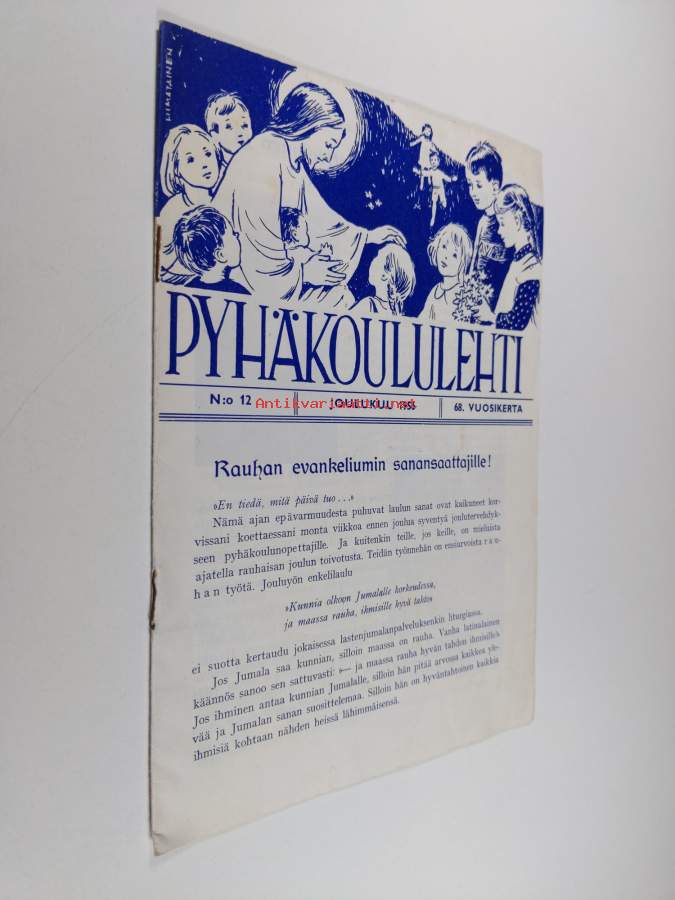 HIMATAINEN
PYHÄKOULULEHTI
N:o 12
JOULUKUU 1955
68. VUOSIKERTA
Antikvariaatti.net
Rauhan evankeliumin sanansaattajille!
»En tiedä, mitä päivä tuo . . .»
Nämä ajan epävarmuudesta puhuvat laulun sanat ovat kaikuneet kor-
vissani koettaessani monta viikkoa ennen joulua syventyä joulutervehdyk-
seen pyhäkoulunopettajille. Ja kuitenkin teille, jos keille, on mieluista
ajatella rauhaisan joulun toivotusta. Teidän työnnehän on ensiarvoista r a u-
h a n työtä. Jouluyön enkelilaulu
»Kunnia olkoon Jumalalle korkeudessa,
ja maassa rauha, ihmisille hyvä tahto»
ei suotta kertaudu jokaisessa lastenjumalanpalveluksenkin liturgiassa.
Jos Jumala saa kunnian, silloin maassa on rauha. Vanha latinalainen
käännös sanoo sen sattuvasti: »— ja maassa rauha hyvän tahdon ihmisille!»
Jos ihminen antaa kunnian Jumalalle, silloin hän pitää arvossa kaikkea yle-
vää ja Jumalan sanan suosittelemaa. Silloin hän on hyväntahtoinen kaikkia
ihmisiä kohtaan nähden heissä lähimmäisensä.